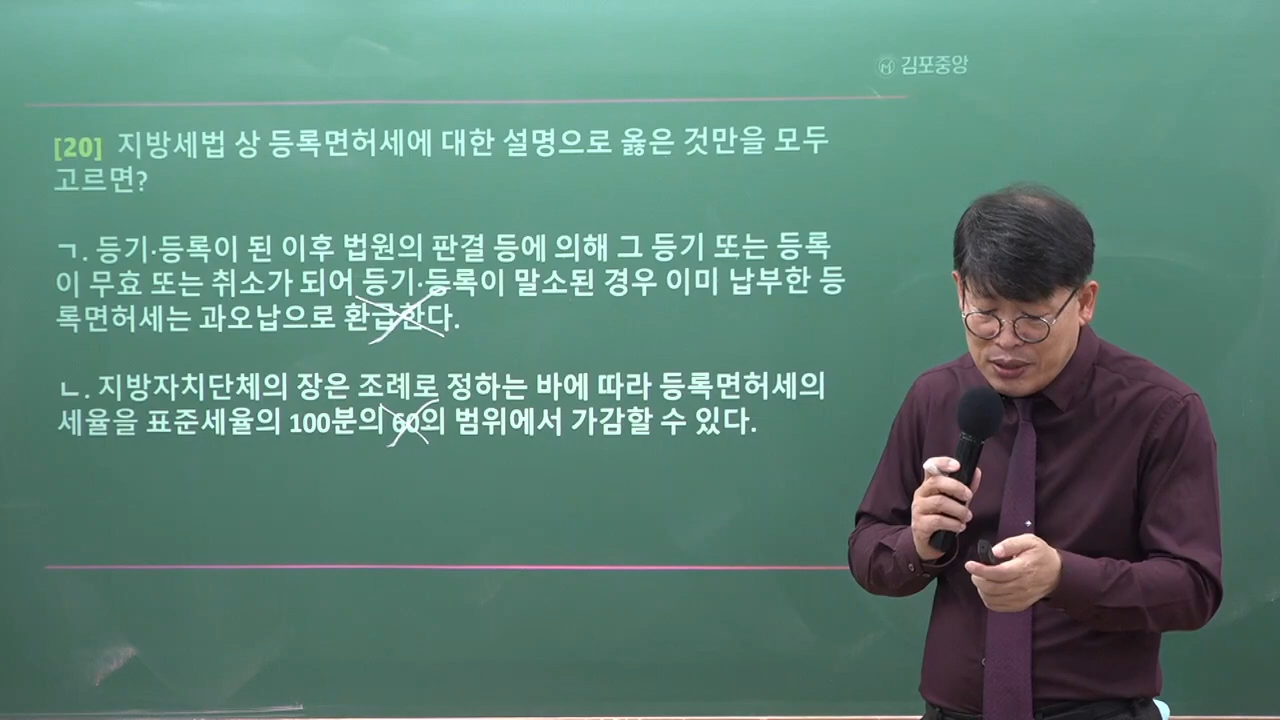 김포중앙
[20] 지방세법 상 등록면허세에 대한 설명으로 옳은 것만을 모두
고르면?
ㄱ. 등기·등록이 된 이후 법원의 판결 등에 의해 그 등기 또는 등록
이 무효 또는 취소가 되어 등기·등록이 말소된 경우 이미 납부한 등
록면허세는 과오납으로 환급한다.
ㄴ. 지방자치단체의 장은 조례로 정하는 바에 따라 등록면허세의
세율을 표준세율의 100분의 60의 범위에서 가감할 수 있다.